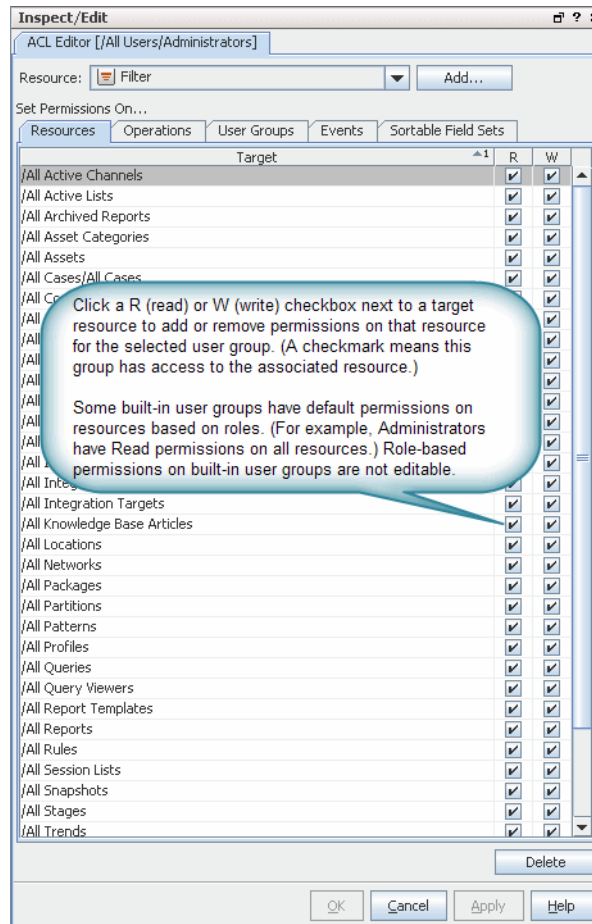 Inspect/Edit
ACL Editor [/All Users/Administrators]
Resource: Filter Add...
Set Permissions On...
Resources Operations User Groups Events Sortable Field Sets
Target 1 R W
/All Active Channels
/All Active Lists
/All Archived Reports
/All Asset Categories
/All Assets
/All Cases/All Cases
Click a R (read) or W (write) checkbox next to a target
resource to add or remove permissions on that resource
for the selected user group. (A checkmark means this
group has access to the associated resource.)
Some built-in user groups have default permissions on
resources based on roles. (For example, Administrators
have Read permissions on all resources.) Role-based
permissions on built-in user groups are not editable.
/All Integration Targets
/All Knowledge Base Articles
/All Locations
/All Networks
/All Packages
/All Partitions
/All Patterns
/All Profiles
/All Queries
/All Query Viewers
/All Report Templates
/All Reports
/All Rules
/All Session Lists
/All Snapshots
/All Stages
/All Trends
Delete
OK Cancel Apply Help